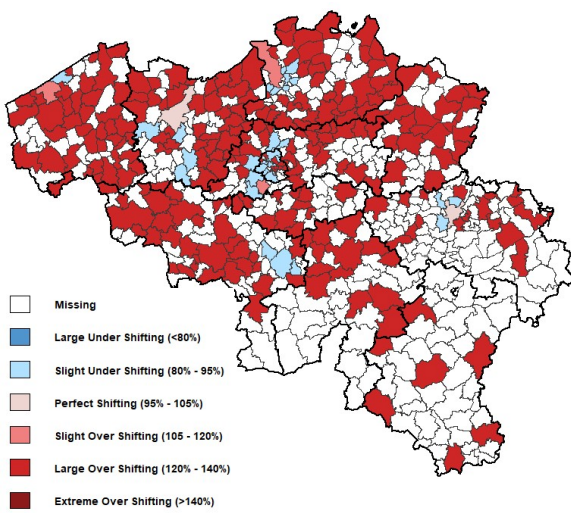 Missing
Large Under Shifting (<80%)
Slight Under Shifting (80% - 95%)
Perfect Shifting (95% - 105%)
Slight Over Shifting (105 - 120%)
Large Over Shifting (120% - 140%)
Extreme Over Shifting (>140%)